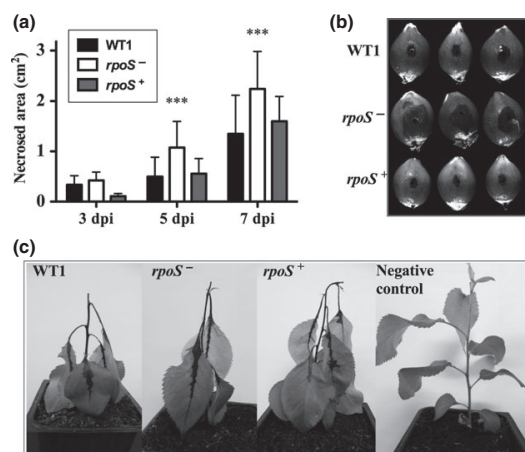 (a)
Necrosed area (cm²)
3
2
1
0
WT1
rpoS⁻
rpoS⁺
***
***
3 dpi 5 dpi 7 dpi
(b)
WT1
rpoS⁻
rpoS⁺
(c)
WT1 rpoS⁻ rpoS⁺ Negative
control